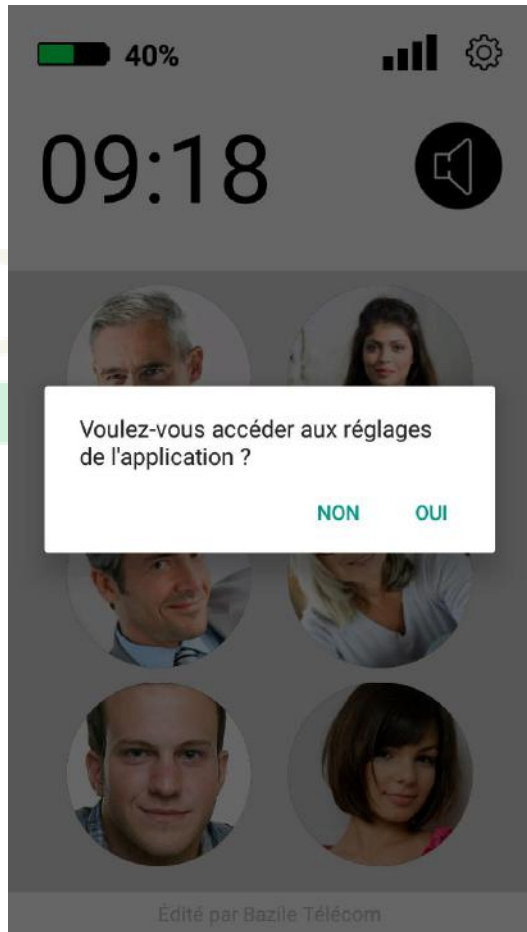 40%
09:18
Voulez-vous accéder aux réglages
de l'application ?
NON OUI
Édité par Bazile Télécom